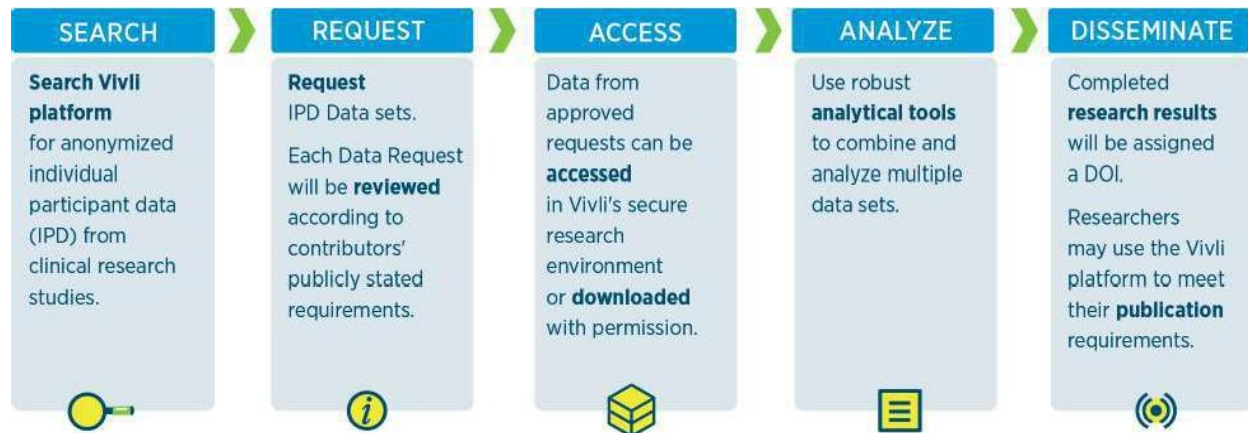 SEARCH
Search Vivli
platform
for anonymized
individual
participant data
(IPD) from
clinical research
studies.
REQUEST
Request
IPD Data sets.
Each Data Request
will be reviewed
according to
contributors'
publicly stated
requirements.
ACCESS
Data from
approved
requests can be
accessed
in Vivli's secure
research
environment
or downloaded
with permission.
ANALYZE
Use robust
analytical tools
to combine and
analyze multiple
data sets.
DISSEMINATE
Completed
research results
will be assigned
a DOI.
Researchers
may use the Vivli
platform to meet
their publication
requirements.
i